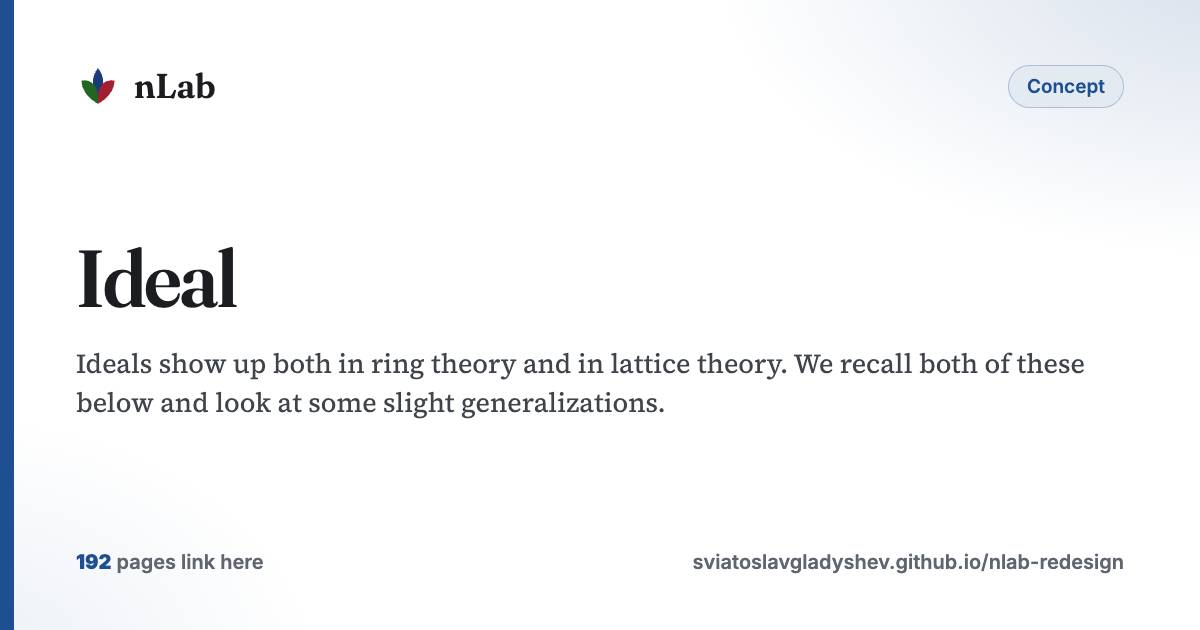 nLab
Concept
Ideal
Ideals show up both in ring theory and in lattice theory. We recall both of these
below and look at some slight generalizations.
192 pages link here
sviatoslavgladyshev.github.io/nlab-redesign